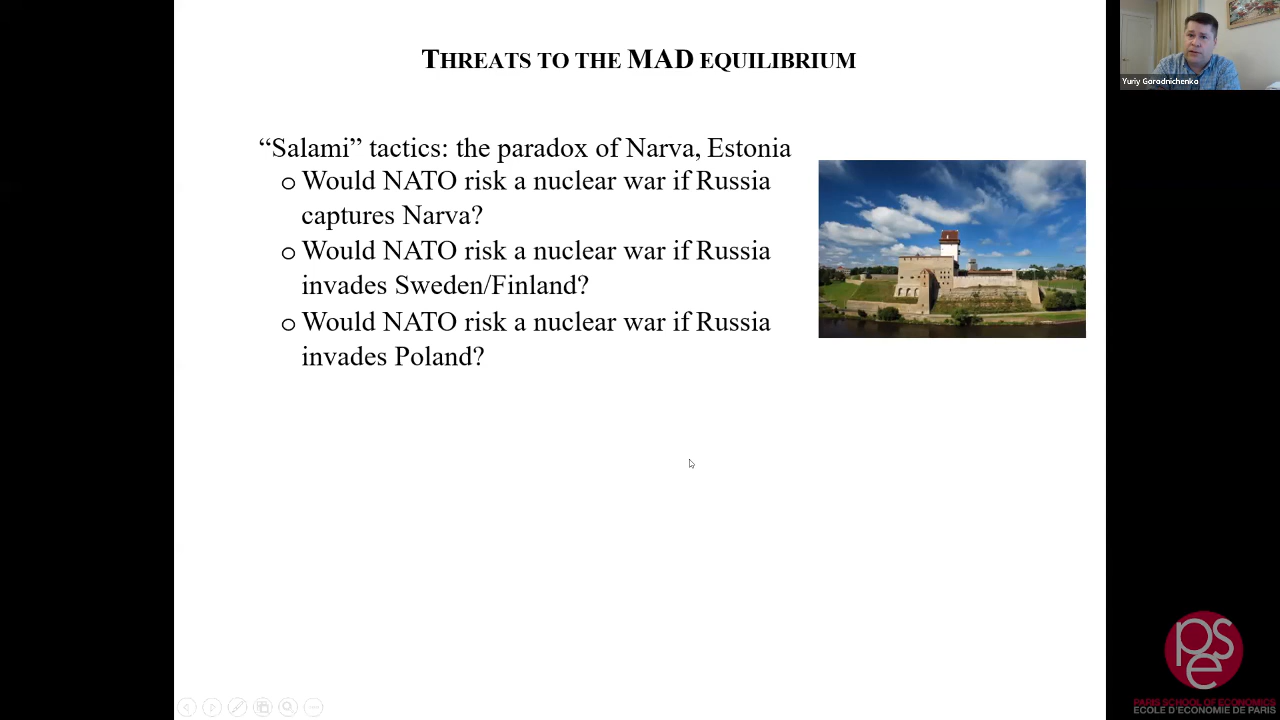 THREATS TO THE MAD EQUILIBRIUM
Yuriy Gorodnichenko
“Salami” tactics: the paradox of Narva, Estonia
o Would NATO risk a nuclear war if Russia
captures Narva?
o Would NATO risk a nuclear war if Russia
invades Sweden/Finland?
o Would NATO risk a nuclear war if Russia
invades Poland?
pse
PARIS SCHOOL OF ECONOMICS
ECOLE D'ECONOMIE DE PARIS